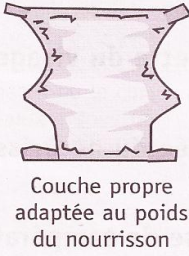 Couche propre
adaptée au poids
du nourrisson